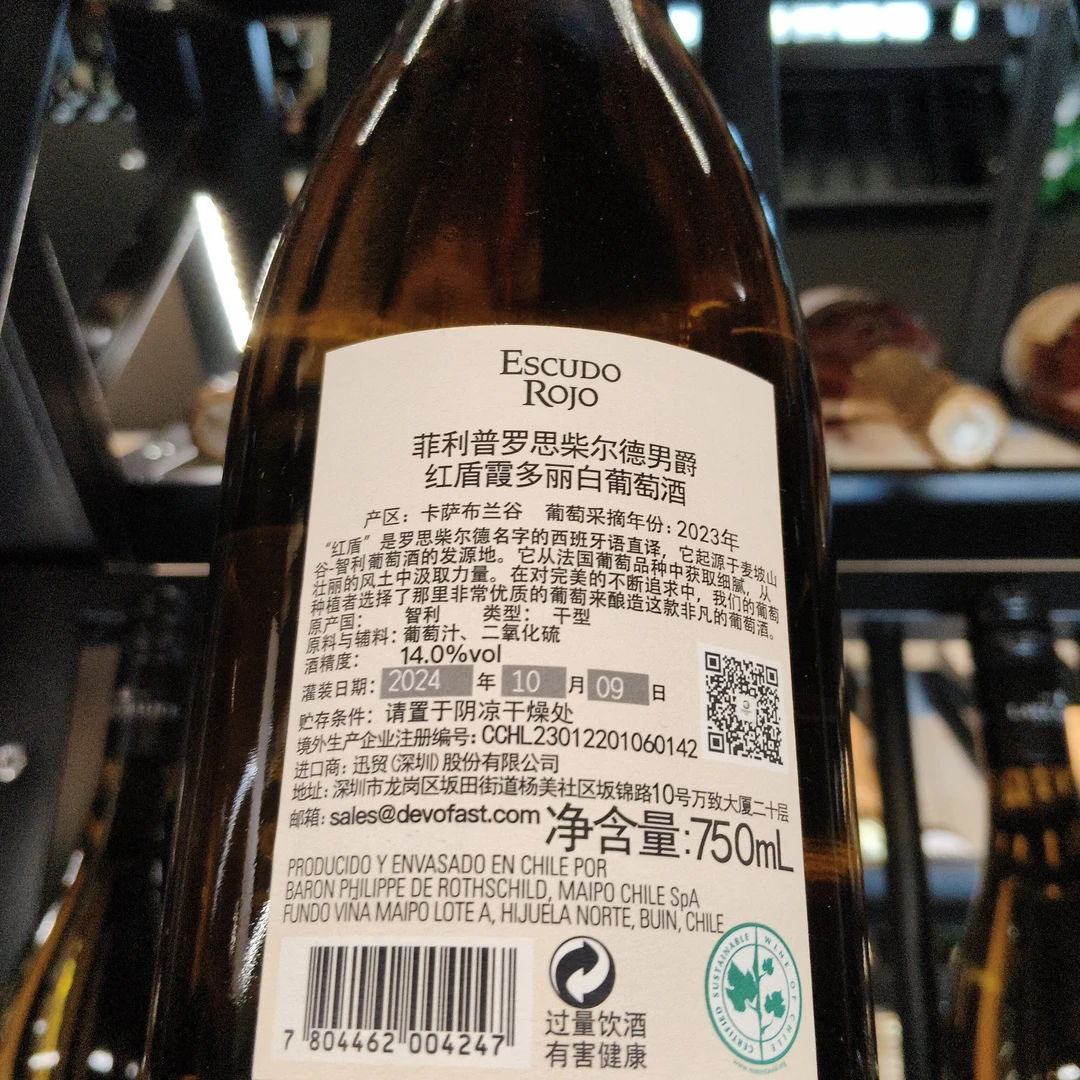 ESCUDO
ROJO
菲利普罗思柴尔德男爵
红盾霞多丽白葡萄酒
产区：卡萨布兰谷 葡萄采摘年份：2023年
“红盾”是罗思柴尔德名字的西班牙语直译，它起源于麦坡山
谷-智利葡萄酒的发源地。它从法国葡萄品种中获取细腻，从
壮丽的风土中汲取力量。在对完美的不断追求中，我们的葡萄
种植者选择了那里非常优质的葡萄来酿造这款非凡的葡萄酒。
原产国： 智利 类型： 干型
原料与辅料：葡萄汁、二氧化硫
酒精度： 14.0%vol
灌装日期：2024 年 10 月 09 日
贮存条件：请置于阴凉干燥处
境外生产企业注册编号：CCHL23012201060142
进口商：迅贸（深圳）股份有限公司
地址：深圳市龙岗区坂田街道杨美社区坂锦路10号万致大厦二十层
邮箱：sales@devofast.com
净含量:750mL
PRODUCIDO Y ENVASADO EN CHILE POR
BARON PHILIPPE DE ROTHSCHILD, MAIPO CHILE SpA
FUNDO VIÑA MAIPO LOTE A, HIJUELA NORTE, BUIN, CHILE
7 804462 004247
过量饮酒
有害健康
CERTIFIED SUSTAINABLE WINE OF CHILE